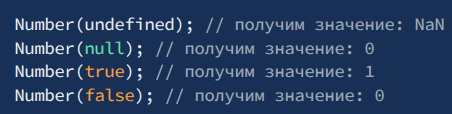 Number(undefined); // получим значение: NaN
Number(null); // получим значение: 0
Number(true); // получим значение: 1
Number(false); // получим значение: 0